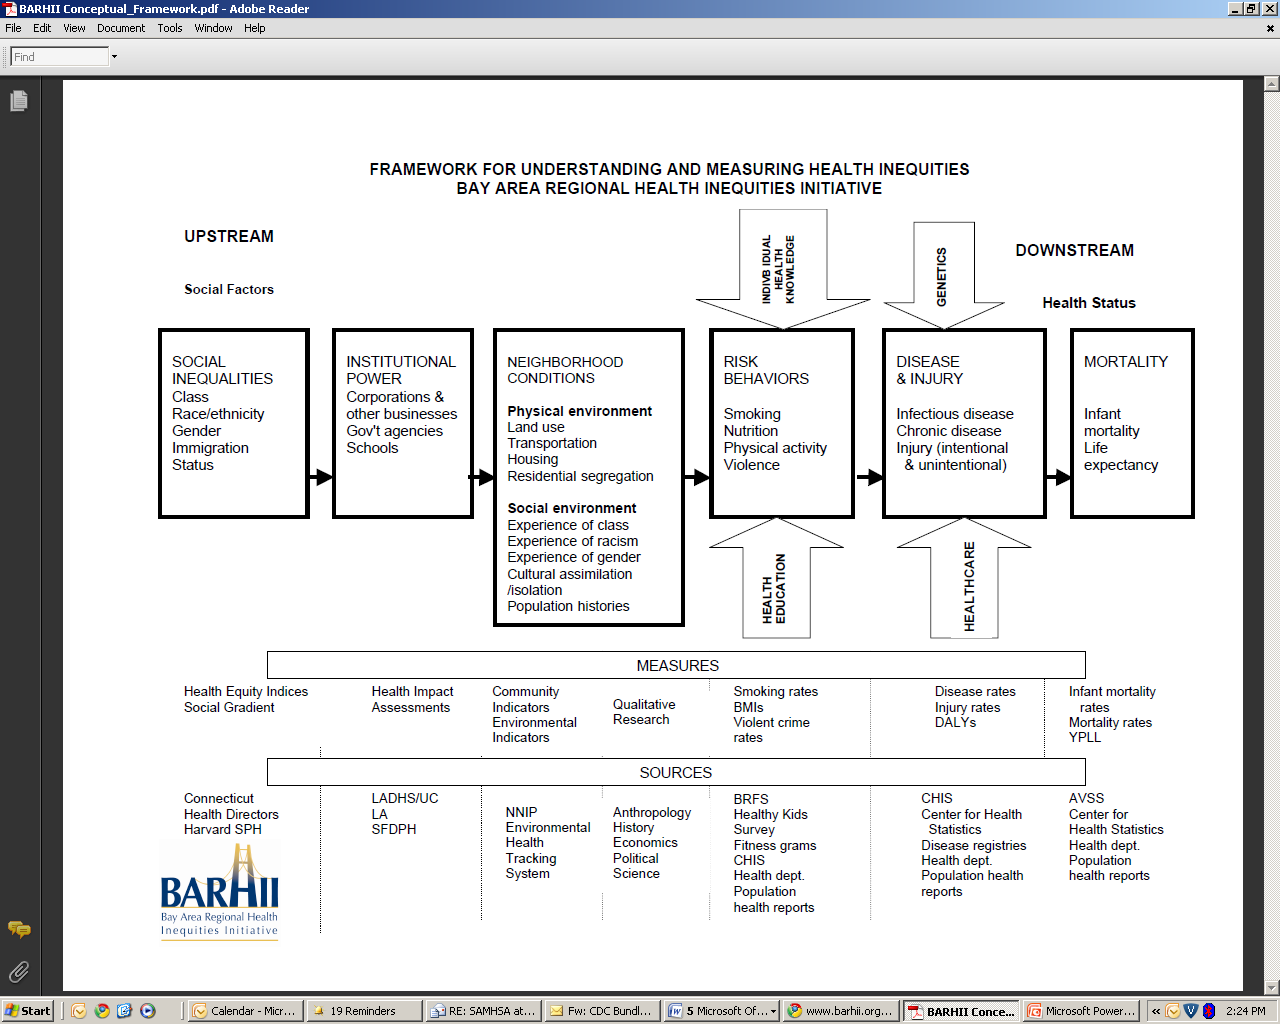 BARHII Conceptual_Framework.pdf - Adobe Reader
File Edit View Document Tools Window Help
Find
FRAMEWORK FOR UNDERSTANDING AND MEASURING HEALTH INEQUITIES
BAY AREA REGIONAL HEALTH INEQUITIES INITIATIVE
UPSTREAM
DOWNSTREAM
Social Factors
Health Status
INDIVB IDUAL
HEALTH
KNOWLEDGE
GENETICS
SOCIAL
INEQUALITIES
Class
Race/ethnicity
Gender
Immigration
Status
INSTITUTIONAL
POWER
Corporations &
other businesses
Gov't agencies
Schools
NEIGHBORHOOD
CONDITIONS
Physical environment
Land use
Transportation
Housing
Residential segregation
Social environment
Experience of class
Experience of racism
Experience of gender
Cultural assimilation
/isolation
Population histories
RISK
BEHAVIORS
Smoking
Nutrition
Physical activity
Violence
DISEASE
& INJURY
Infectious disease
Chronic disease
Injury (intentional
& unintentional)
MORTALITY
Infant
mortality
Life
expectancy
HEALTH
EDUCATION
HEALTHCARE
MEASURES
Health Equity Indices
Social Gradient
Health Impact
Assessments
Community
Indicators
Environmental
Indicators
Qualitative
Research
Smoking rates
BMIs
Violent crime
rates
Disease rates
Injury rates
DALYs
Infant mortality
rates
Mortality rates
YPLL
SOURCES
Connecticut
Health Directors
Harvard SPH
LADHS/UC
LA
SFDPH
NNIP
Environmental
Health
Tracking
System
Anthropology
History
Economics
Political
Science
BRFS
Healthy Kids
Survey
Fitness grams
CHIS
Health dept.
Population
health reports
CHIS
Center for Health
Statistics
Disease registries
Health dept.
Population health
reports
AVSS
Center for
Health Statistics
Health dept.
Population
health reports
BARHII
Bay Area Regional Health
Inequities Initiative
Start
Calendar - Micr...
19 Reminders
RE: SAMHSA at...
Fw: CDC Bundl...
5 Microsoft Of...
www.barhii.org...
BARHII Conce...
Microsoft Power...
2:24 PM